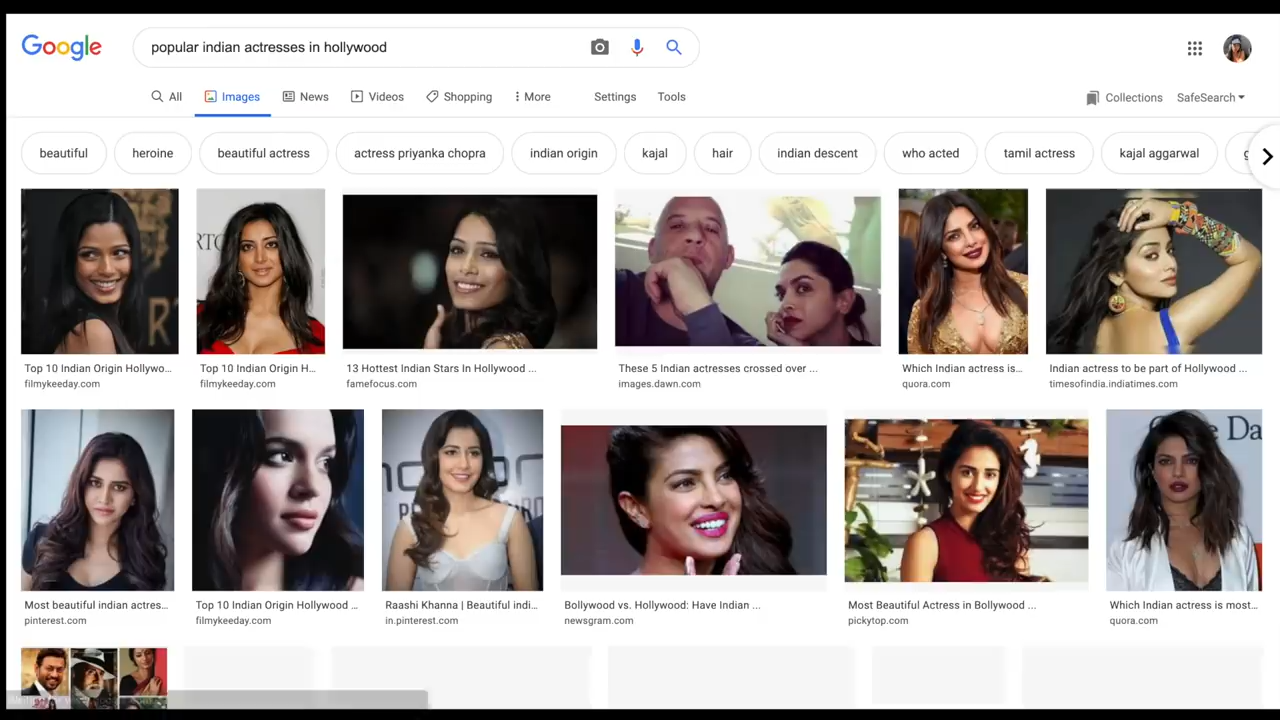 Google
popular indian actresses in hollywood
All
Images
News
Videos
Shopping
More
Settings
Tools
Collections
SafeSearch
beautiful
heroine
beautiful actress
actress priyanka chopra
indian origin
kajal
hair
indian descent
who acted
tamil actress
kajal aggarwal
Top 10 Indian Origin Hollywo...
filmykeeday.com
Top 10 Indian Origin H...
filmykeeday.com
13 Hottest Indian Stars In Hollywood ...
famefocus.com
These 5 Indian actresses crossed over ...
images.dawn.com
Which Indian actress is...
quora.com
Indian actress to be part of Hollywood ...
timesofindia.indiatimes.com
Most beautiful indian actres...
pinterest.com
Top 10 Indian Origin Hollywood ...
filmykeeday.com
Raashi Khanna | Beautiful indi...
in.pinterest.com
Bollywood vs. Hollywood: Have Indian ...
newsgram.com
Most Beautiful Actress in Bollywood ...
pickytop.com
Which Indian actress is most...
quora.com